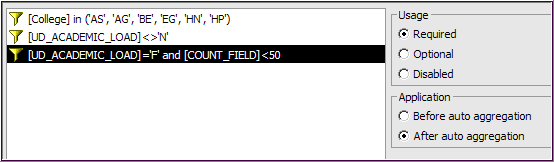 [College] in ('AS', 'AG', 'BE', 'EG', 'HN', 'HP')
[UD_ACADEMIC_LOAD]<>'N'
[UD_ACADEMIC_LOAD]='F' and [COUNT_FIELD]<50
Usage
Required
Optional
Disabled
Application
Before auto aggregation
After auto aggregation